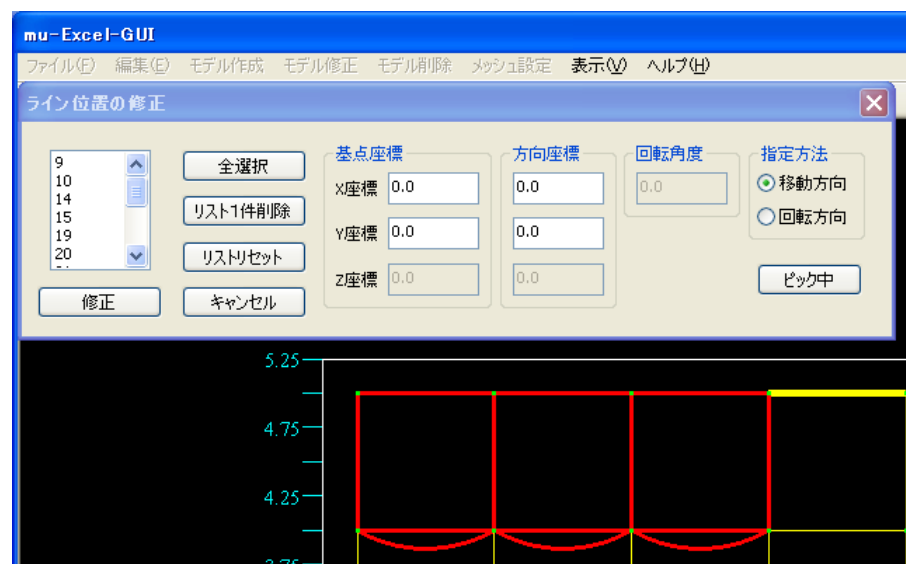 mu-Excel-GUI
ファイル(F) 編集(E) モデル作成 モデル修正 モデル削除 メッシュ設定 表示(V) ヘルプ(H)
ライン位置の修正
9
10
14
15
19
20
修正
全選択
リスト1件削除
リストリセット
キャンセル
基点座標
X座標 0.0
Y座標 0.0
Z座標 0.0
方向座標
0.0
0.0
0.0
回転角度
0.0
指定方法
移動方向
回転方向
ピック中
5.25
4.75
4.25
3.75